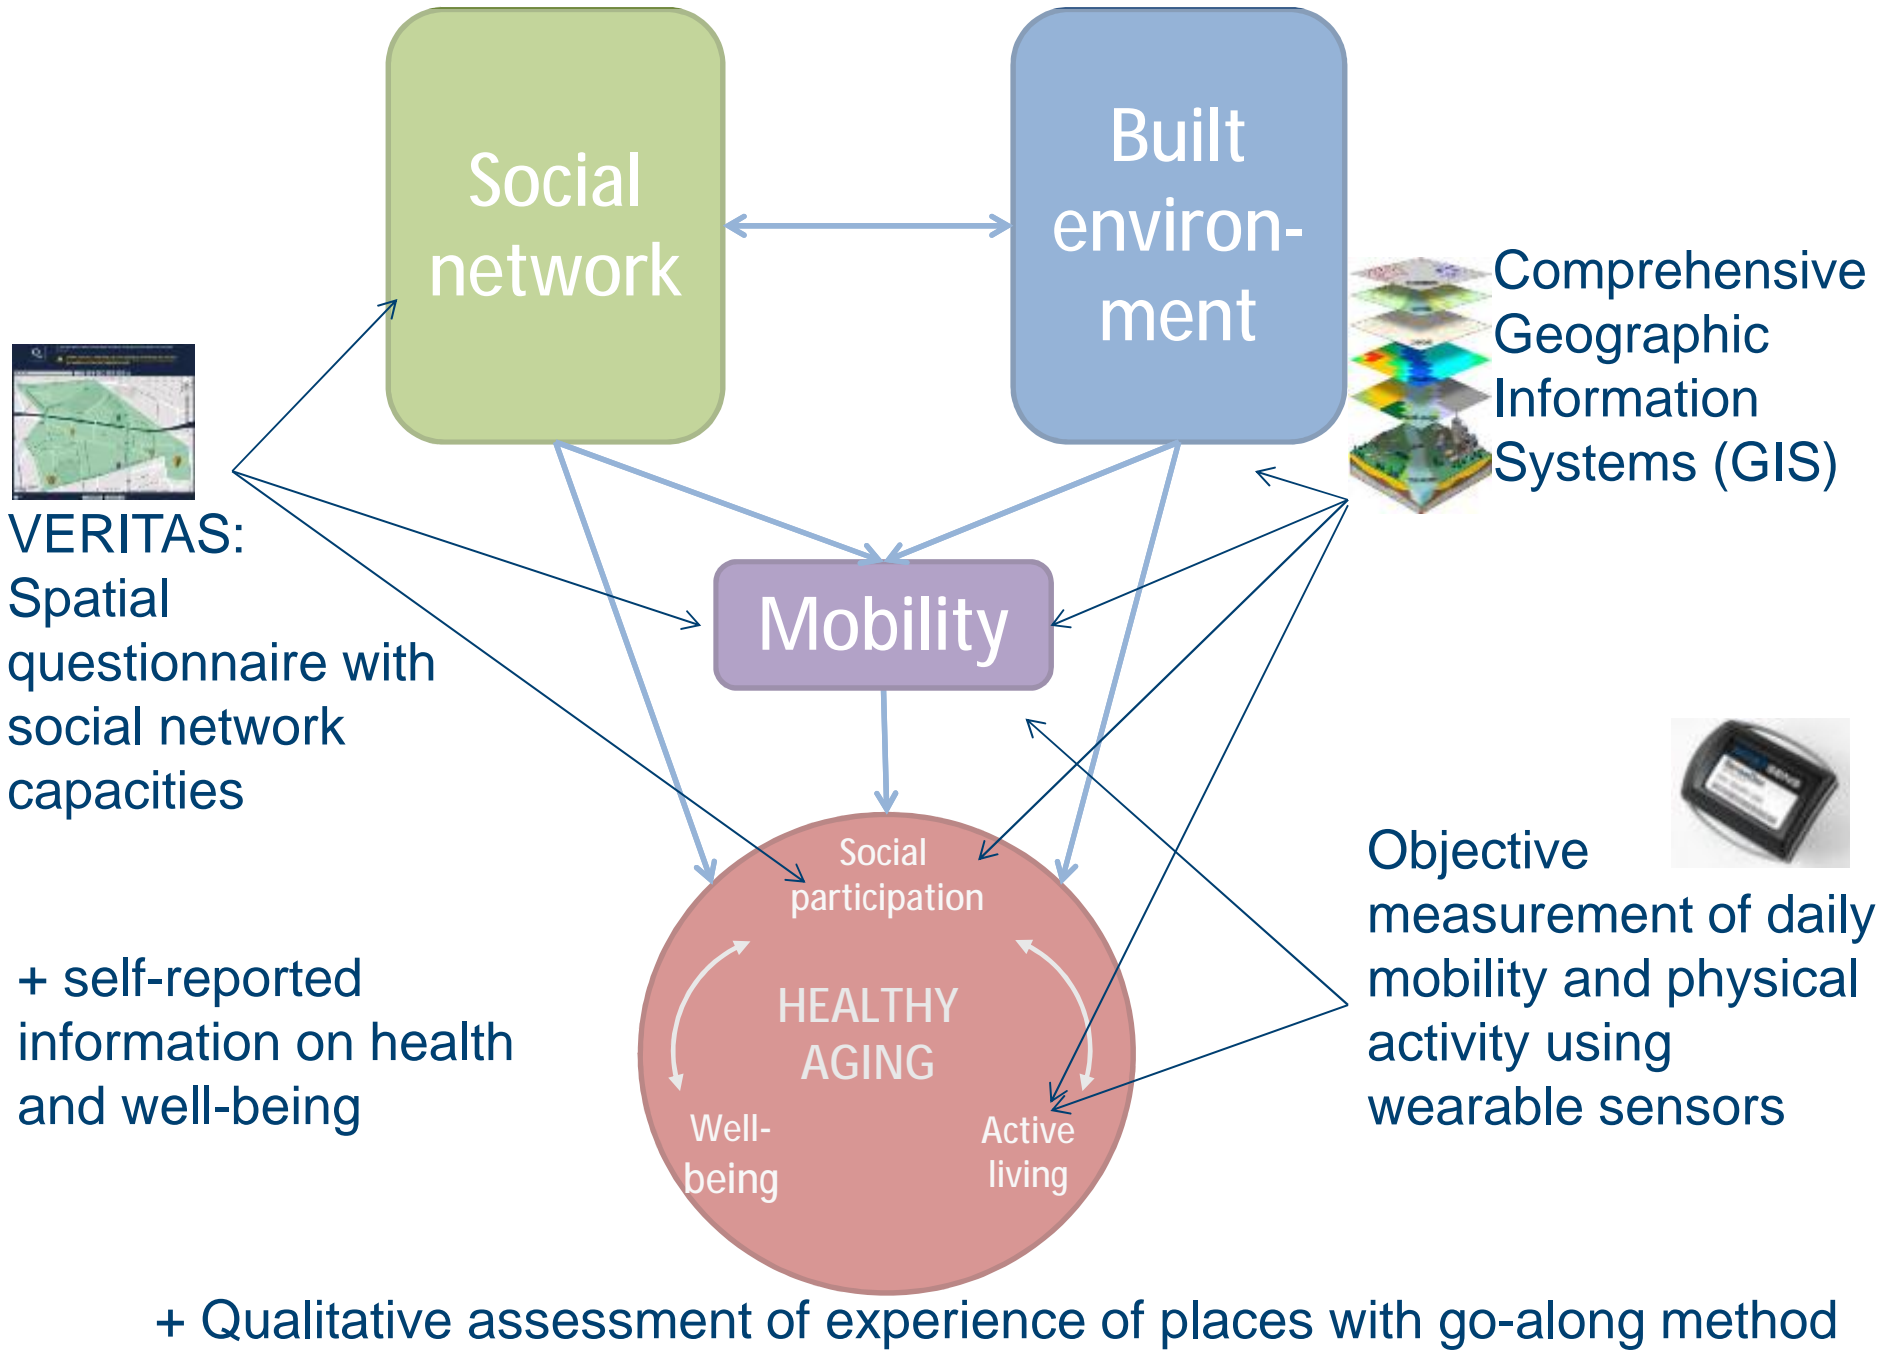 Social
network
Built
environ-
ment
Comprehensive
Geographic
Information
Systems (GIS)
VERITAS:
Spatial
questionnaire with
social network
capacities
Mobility
Objective
measurement of daily
mobility and physical
activity using
wearable sensors
Social
participation
HEALTHY
AGING
Well-
being
Active
living
+ self-reported
information on health
and well-being
+ Qualitative assessment of experience of places with go-along method